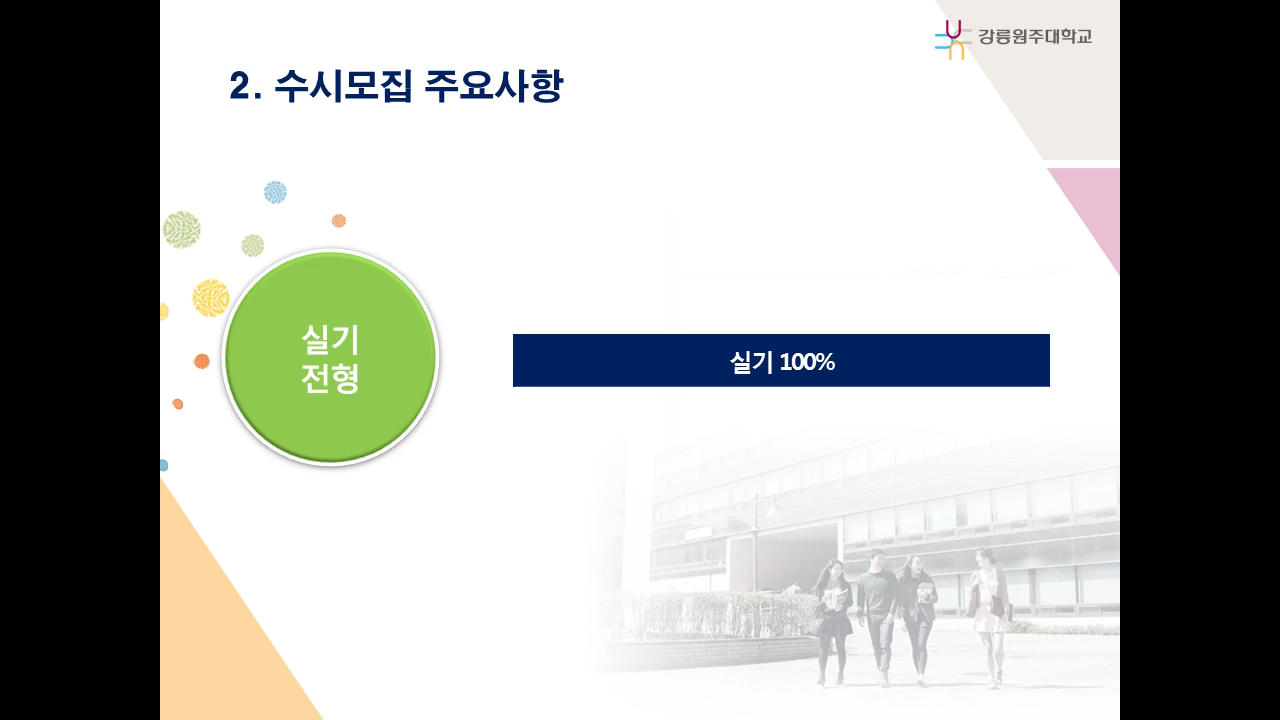 강릉원주대학교
2. 수시모집 주요사항
실기
전형
실기 100%